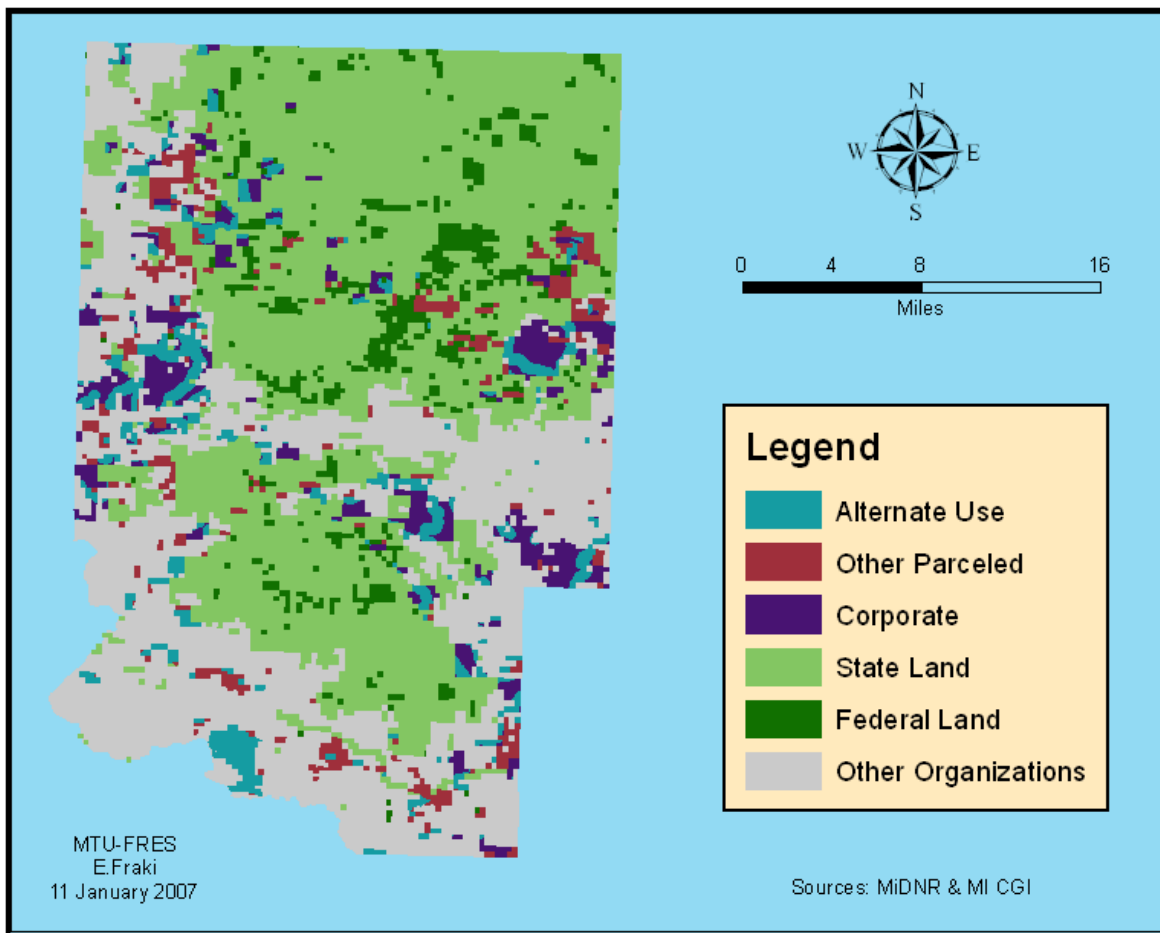 N
W E
S
0 4 8 16
Miles
Legend
Alternate Use
Other Parceled
Corporate
State Land
Federal Land
Other Organizations
MTU-FRES
E.Fraki
11 January 2007
Sources: MiDNR & MI CGI